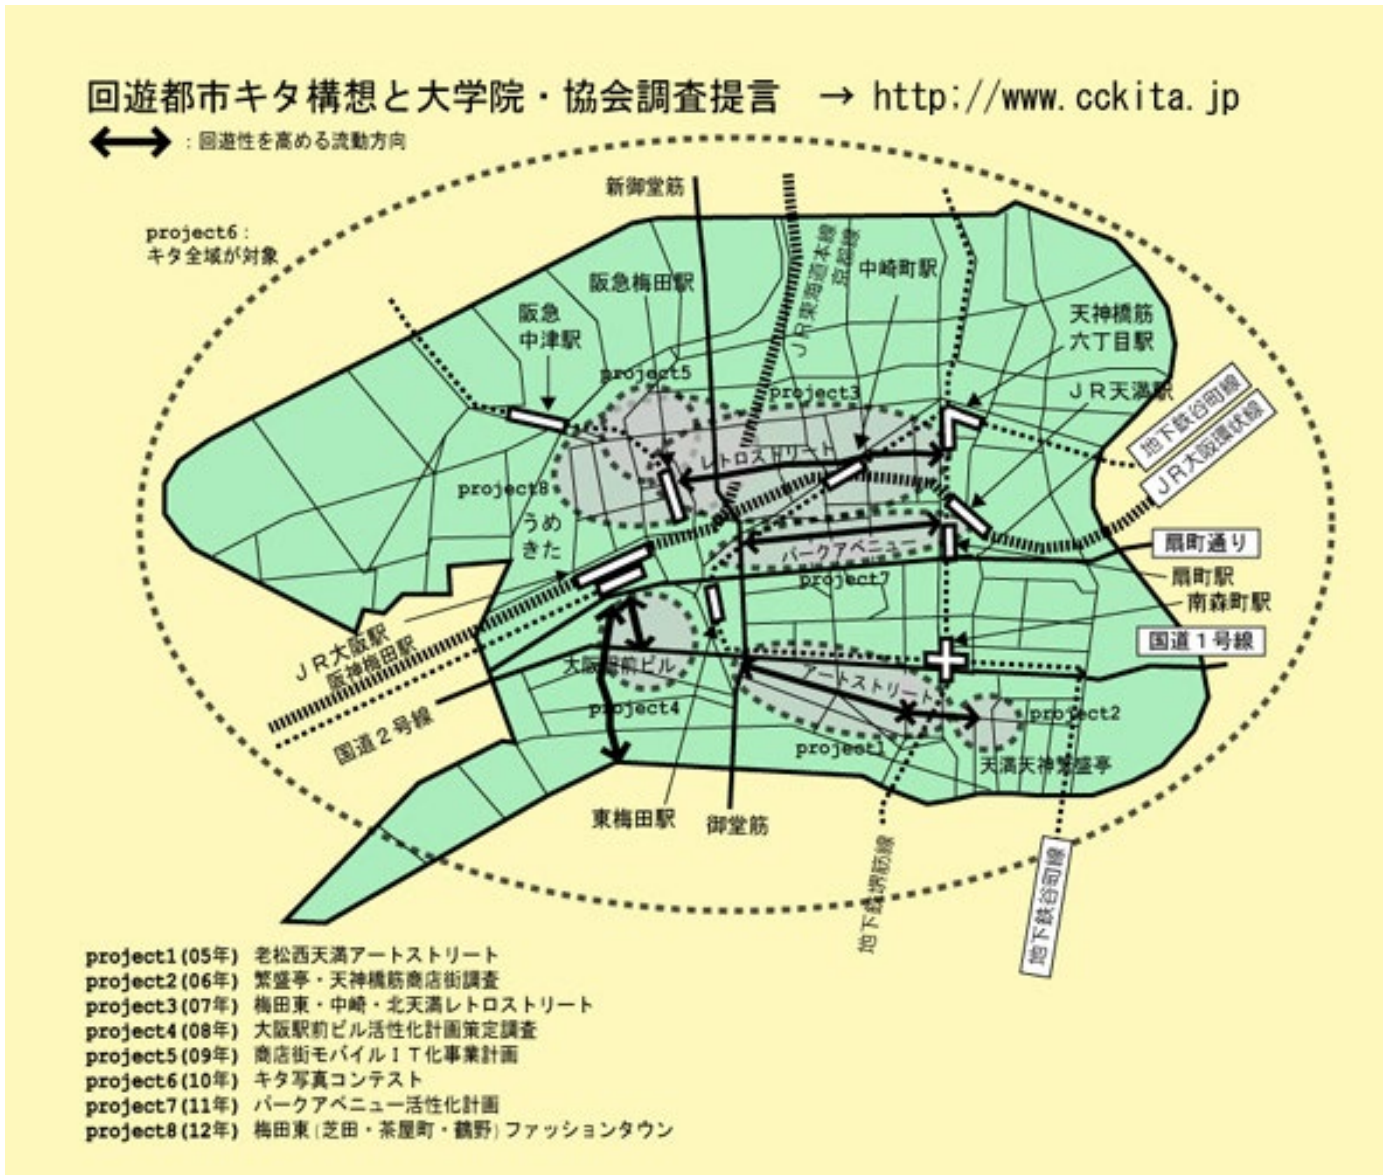 回遊都市キタ構想と大学院・協会調査提言 → http://www.cckita.jp
：回遊性を高める流動方向
新御堂筋
project6：
キタ全域が対象
JR東海道本線
京都線
中崎町駅
阪急梅田駅
阪急
中津駅
天神橋筋
六丁目駅
project5
project3
JR天満駅
地下鉄谷町線
JR大阪環状線
レトロストリート
project8
うめ
きた
パークアベニュー
扇町通り
project7
扇町駅
南森町駅
国道1号線
JR大阪駅
阪神梅田駅
大阪駅前ビル
アートストリート
project4
project2
国道2号線
project1
天満天神繁盛亭
東梅田駅
御堂筋
地下鉄堺筋線
地下鉄谷町線
project1(05年) 老松西天満アートストリート
project2(06年) 繁盛亭・天神橋筋商店街調査
project3(07年) 梅田東・中崎・北天満レトロストリート
project4(08年) 大阪駅前ビル活性化計画策定調査
project5(09年) 商店街モバイルIT化事業計画
project6(10年) キタ写真コンテスト
project7(11年) パークアベニュー活性化計画
project8(12年) 梅田東(芝田・茶屋町・鶴野)ファッションタウン